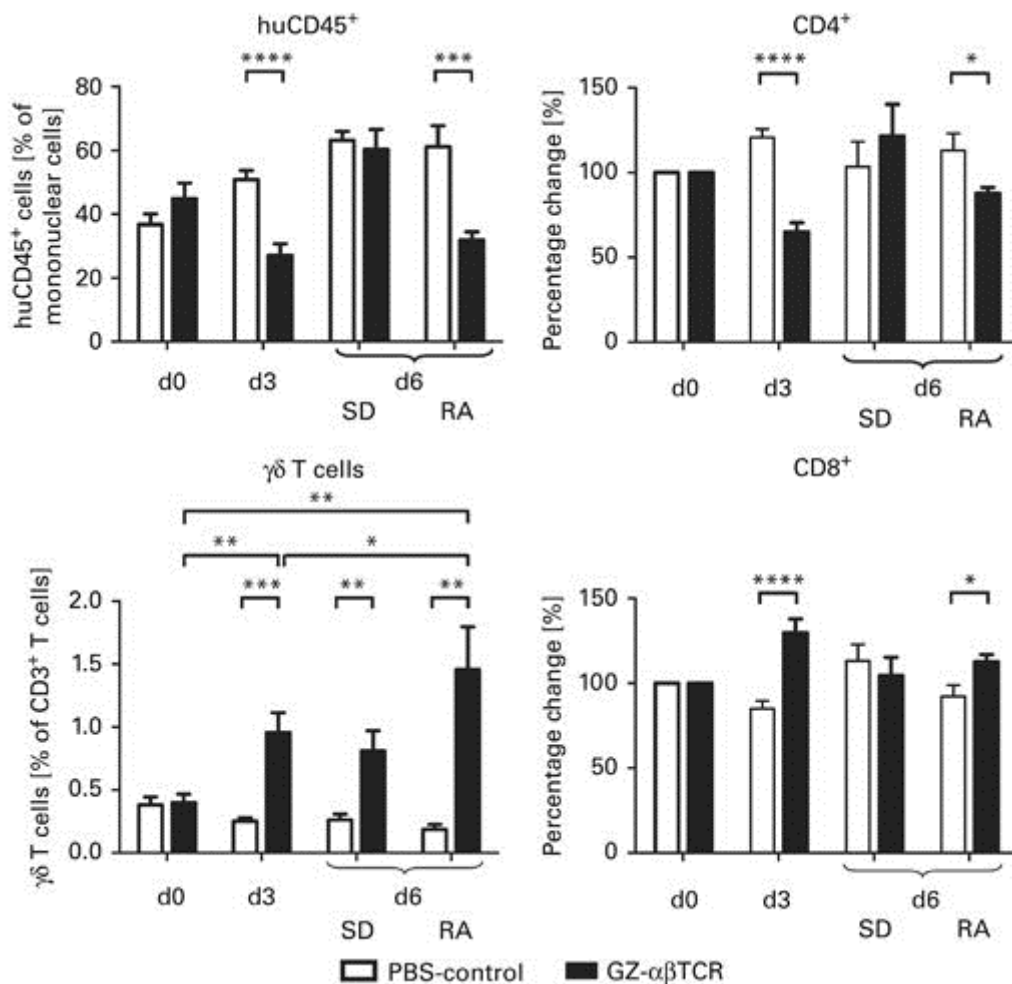 huCD45⁺
****
***
huCD45⁺ cells [% of
mononuclear cells]
80
60
40
20
0
d0
d3
d6
SD
RA
CD4⁺
****
*
Percentage change [%]
150
100
50
0
d0
d3
d6
SD
RA
γδ T cells
**
**
*
***
**
**
γδ T cells [% of CD3⁺ T cells]
2.0
1.5
1.0
0.5
0.0
d0
d3
d6
SD
RA
CD8⁺
****
*
Percentage change [%]
150
100
50
0
d0
d3
d6
SD
RA
PBS-control
GZ-αβTCR